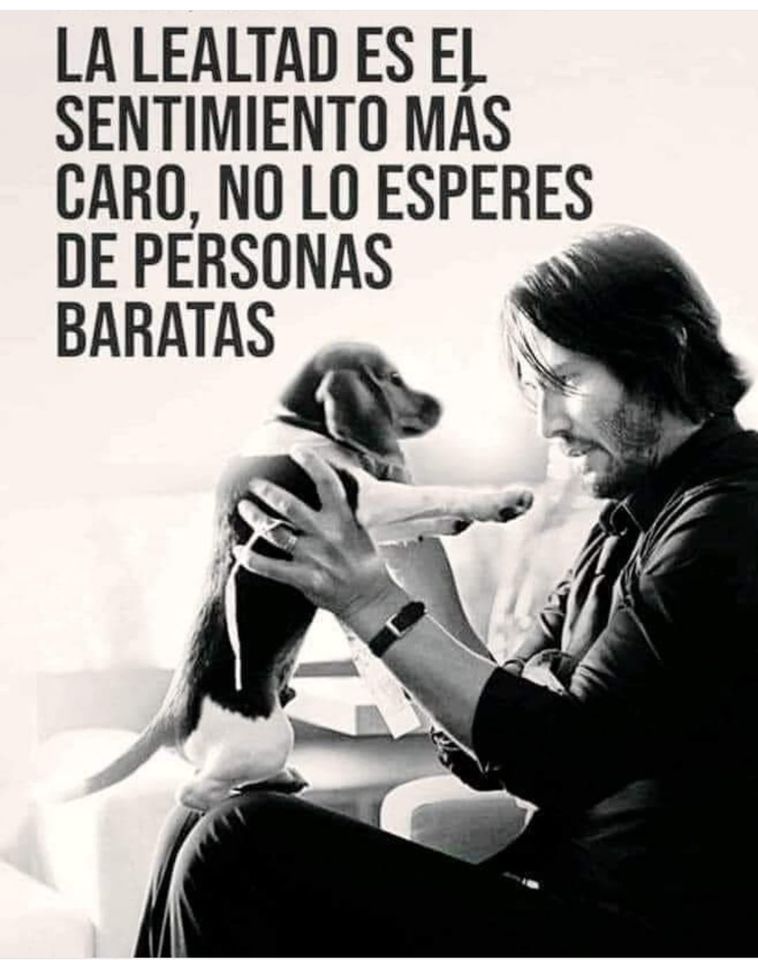 LA LEALTAD ES EL
SENTIMIENTO MÁS
CARO, NO LO ESPERES
DE PERSONAS
BARATAS